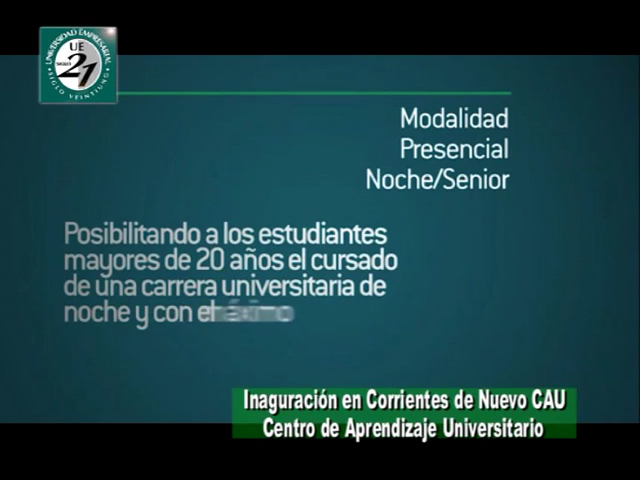 UNIVERSIDAD EMPRESARIAL
UE
SIGLO
21
SIGLO VEINTIUNO
Modalidad
Presencial
Noche/Senior
Posibilitando a los estudiantes
mayores de 20 años el cursado
de una carrera universitaria de
noche y con el
Inaguración en Corrientes de Nuevo CAU
Centro de Aprendizaje Universitario